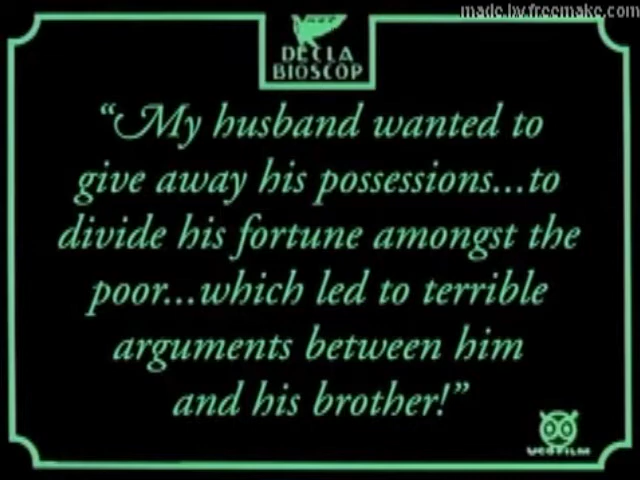 made.by.freemake.com
DECLA
BIOSCOP
“My husband wanted to
give away his possessions...to
divide his fortune amongst the
poor...which led to terrible
arguments between him
and his brother!”
UCOFILM